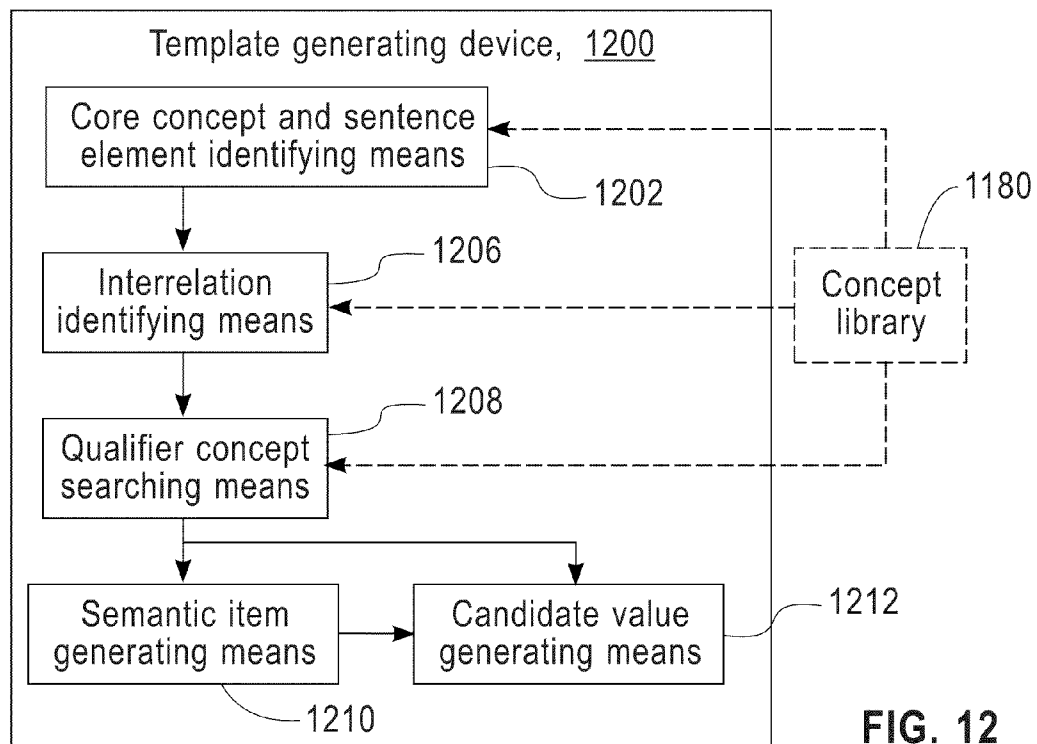 Template generating device, 1200
Core concept and sentence
element identifying means
1202
1180
1206
Interrelation
identifying means
Concept
library
1208
Qualifier concept
searching means
Semantic item
generating means
Candidate value
generating means
1212
1210
FIG. 12